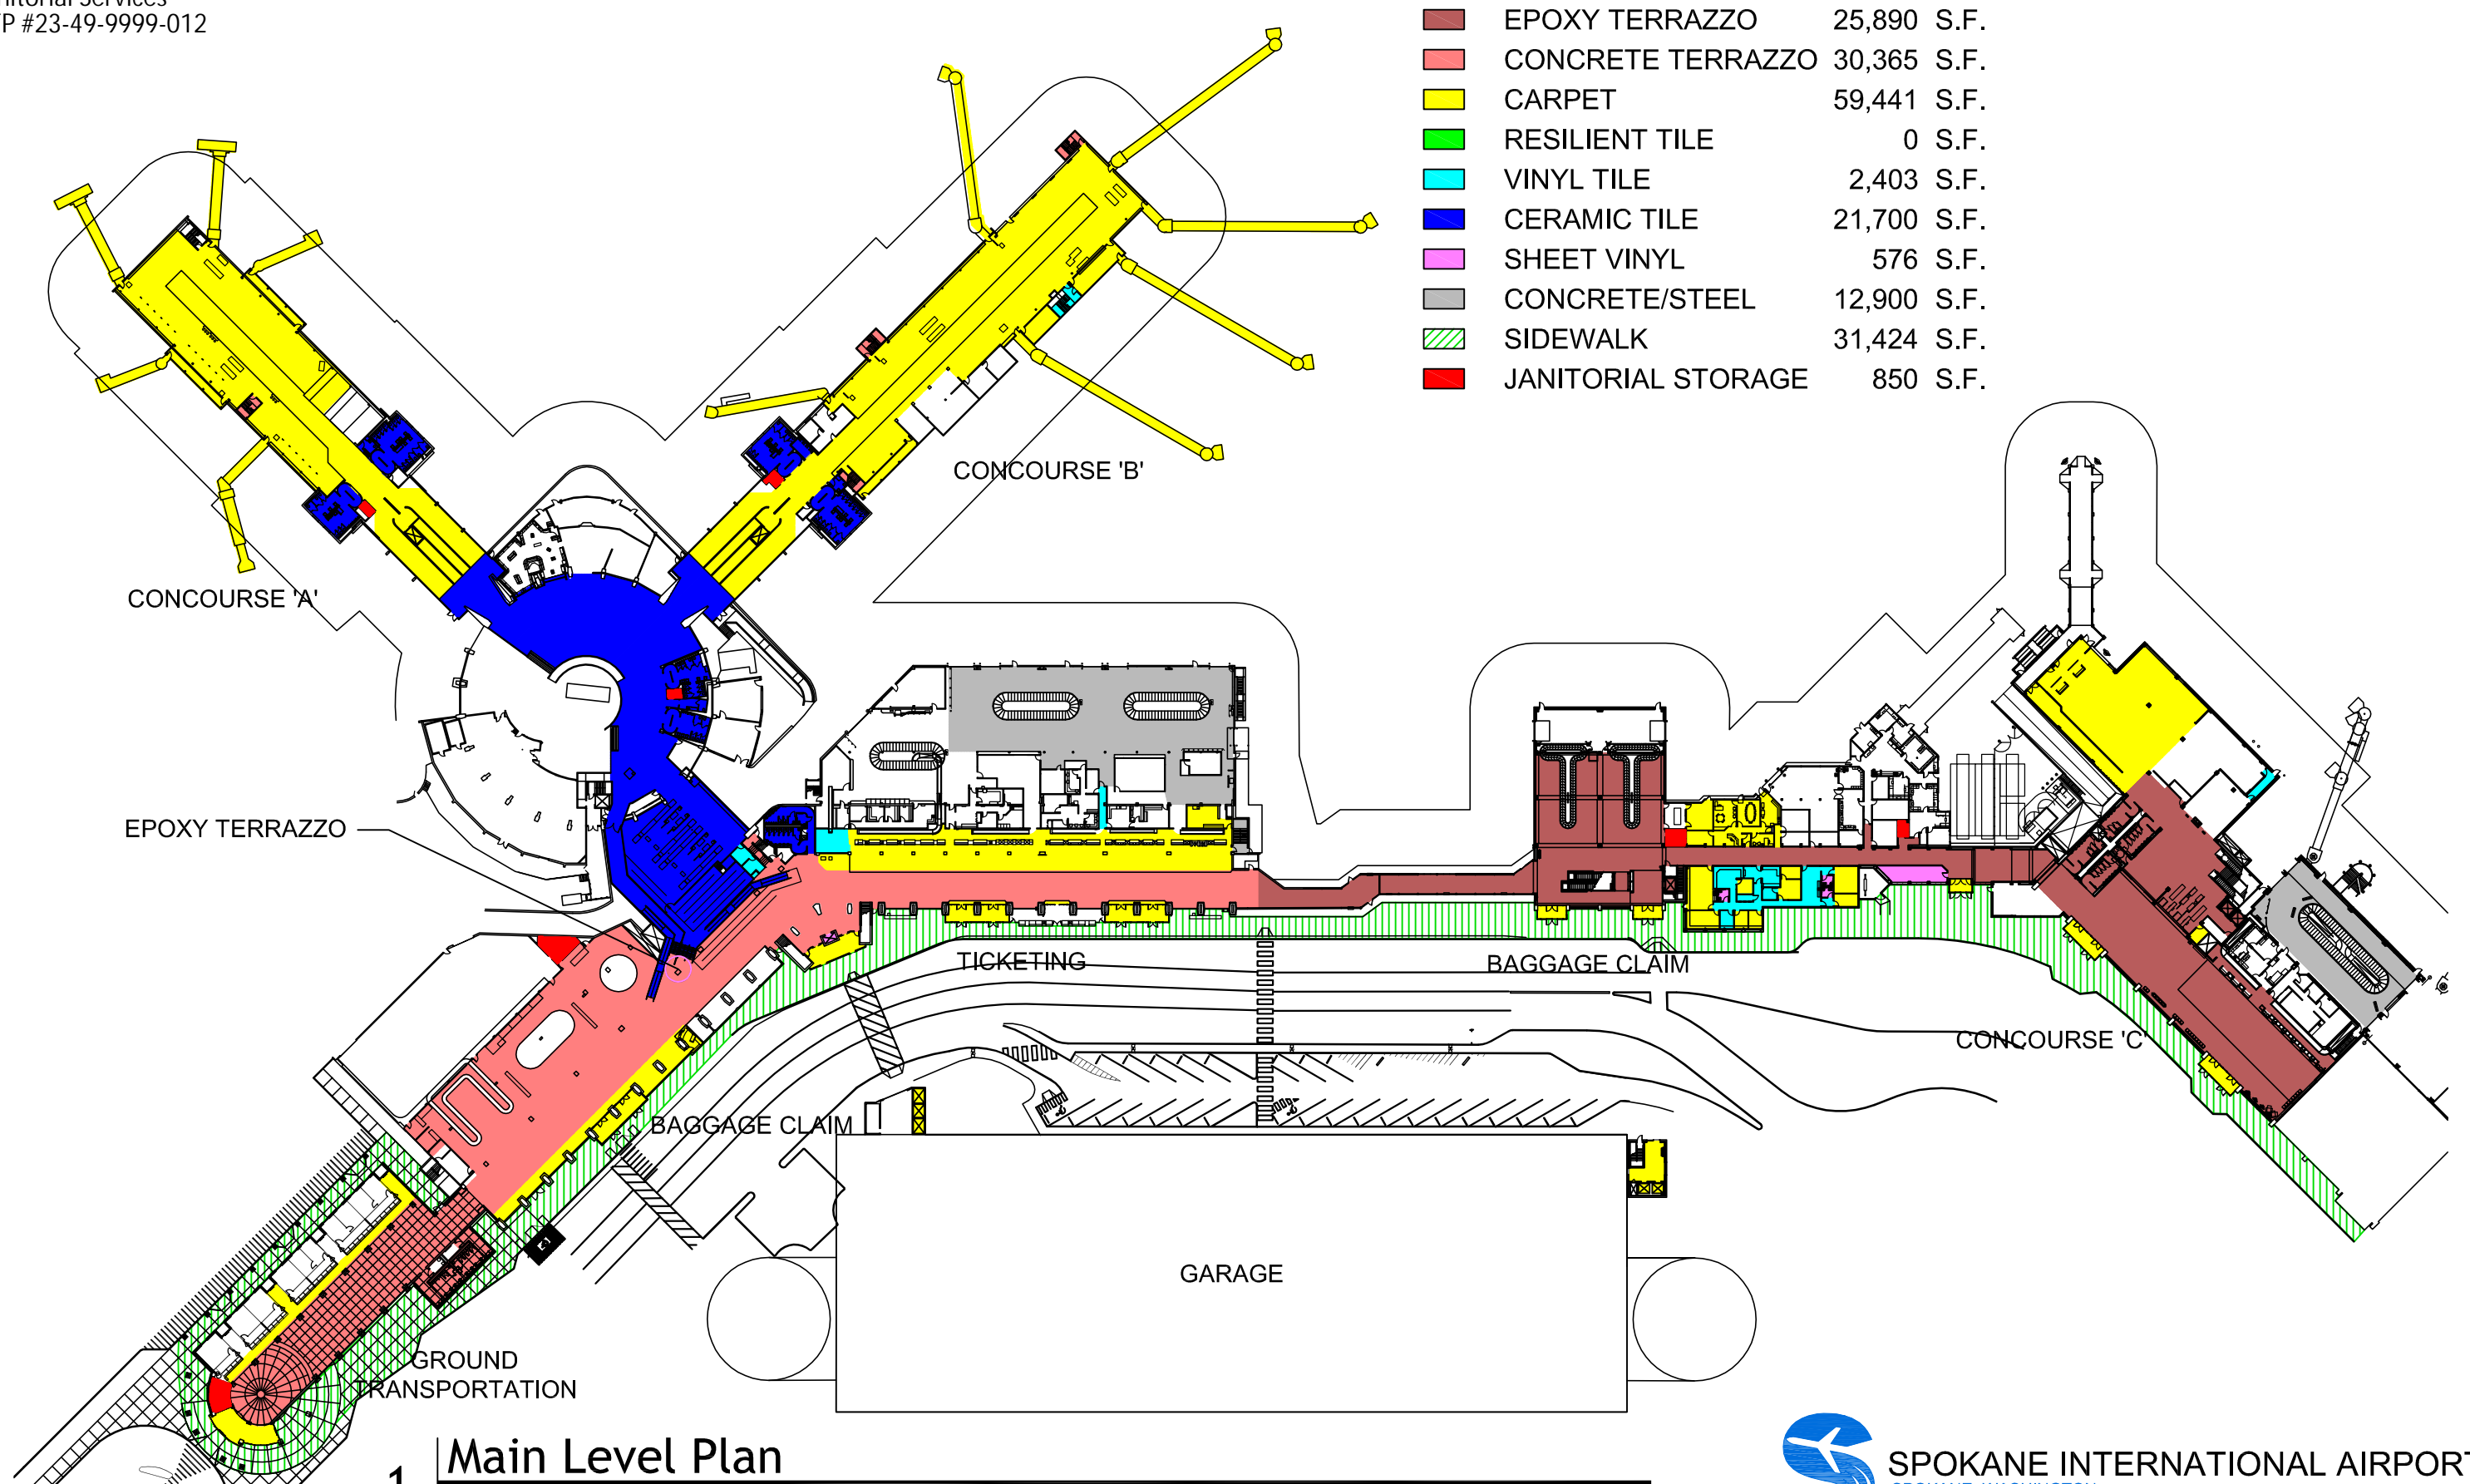 #23-49-9999-012
EPOXY TERRAZZO 25,890 S.F.
CONCRETE TERRAZZO 30,365 S.F.
CARPET 59,441 S.F.
RESILIENT TILE 0 S.F.
VINYL TILE 2,403 S.F.
CERAMIC TILE 21,700 S.F.
SHEET VINYL 576 S.F.
CONCRETE/STEEL 12,900 S.F.
SIDEWALK 31,424 S.F.
JANITORIAL STORAGE 850 S.F.
CONCOURSE 'B'
CONCOURSE 'A'
EPOXY TERRAZZO
TICKETING
BAGGAGE CLAIM
CONCOURSE 'C'
BAGGAGE CLAIM
GARAGE
GROUND
TRANSPORTATION
1 Main Level Plan
SPOKANE INTERNATIONAL AIRPORT